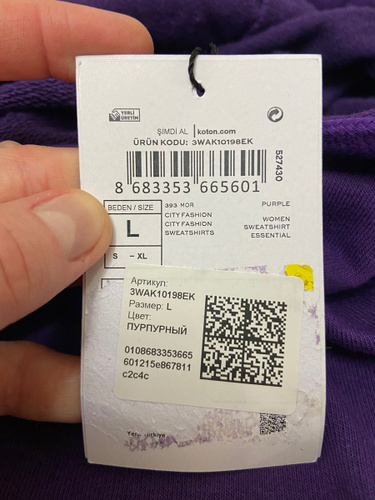 YERLİ
ÜRETİM
ŞİMDİ AL | koton.com
ÜRÜN KODU: 3WAK10198EK
8 683353 665601
527430
BEDEN / SIZE
L
S - XL
393 MOR PURPLE
CITY FASHION WOMEN
CITY FASHION SWEATSHIRT
SWEATSHIRTS ESSENTIAL
Артикул:
3WAK10198EK
Размер: L
Цвет:
ПУРПУРНЫЙ
0108683353665
601215e867811
c2c4c